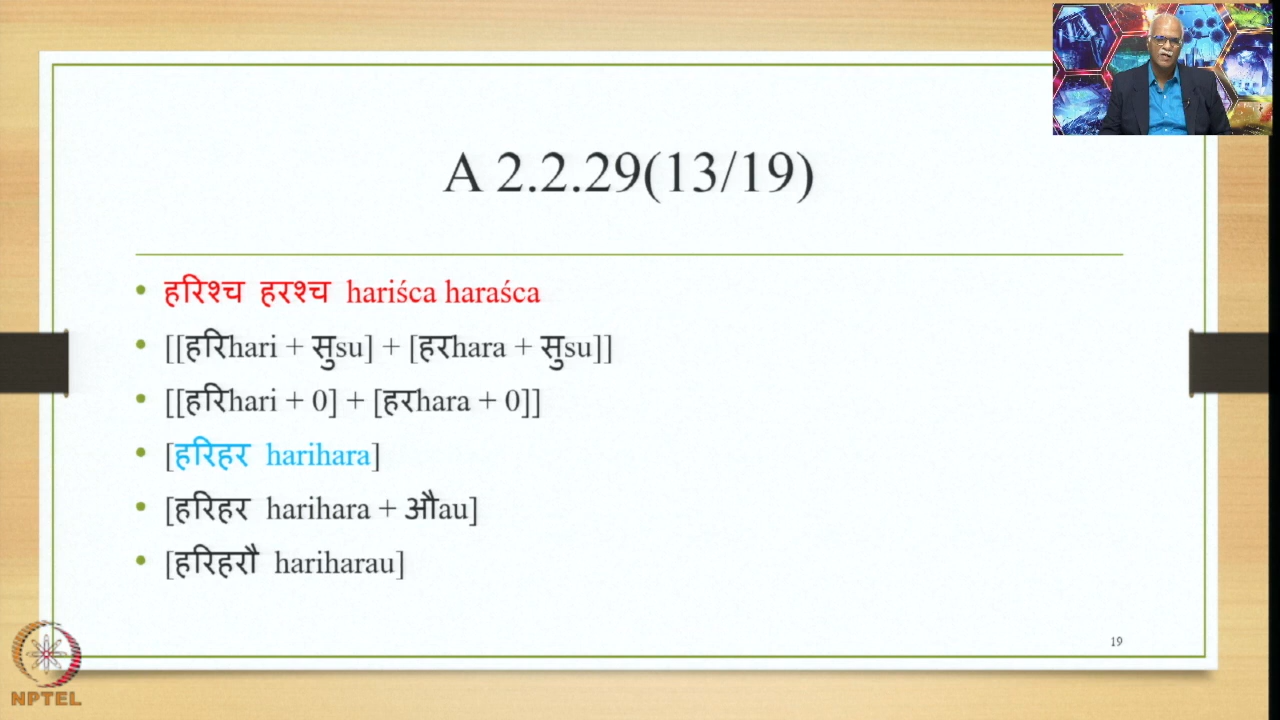 A 2.2.29(13/19)
• हरिश्च हरश्च hariśca haraśca
• [[हरिhari + सुsu] + [हरhara + सुsu]]
• [[हरिhari + 0] + [हरhara + 0]]
• [हरिहर harihara]
• [हरिहर harihara + औau]
• [हरिहरौ hariharau]
19
NPTEL